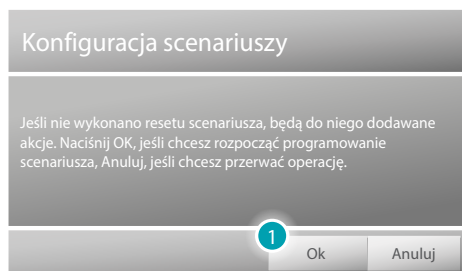 Konfiguracja scenariuszy
Jeśli nie wykonano resetu scenariusza, będą do niego dodawane
akcje. Naciśnij OK, jeśli chcesz rozpocząć programowanie
scenariusza, Anuluj, jeśli chcesz przerwać operację.
1
Ok Anuluj